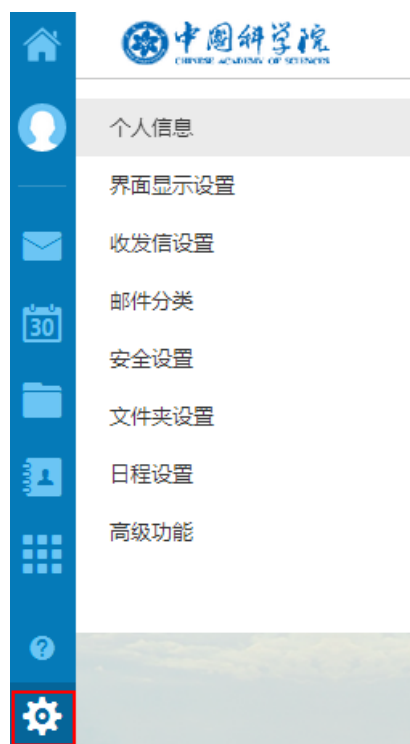 中国科学院
CHINESE ACADEMY OF SCIENCES
个人信息
界面显示设置
收发信设置
邮件分类
30
安全设置
文件夹设置
日程设置
高级功能
?